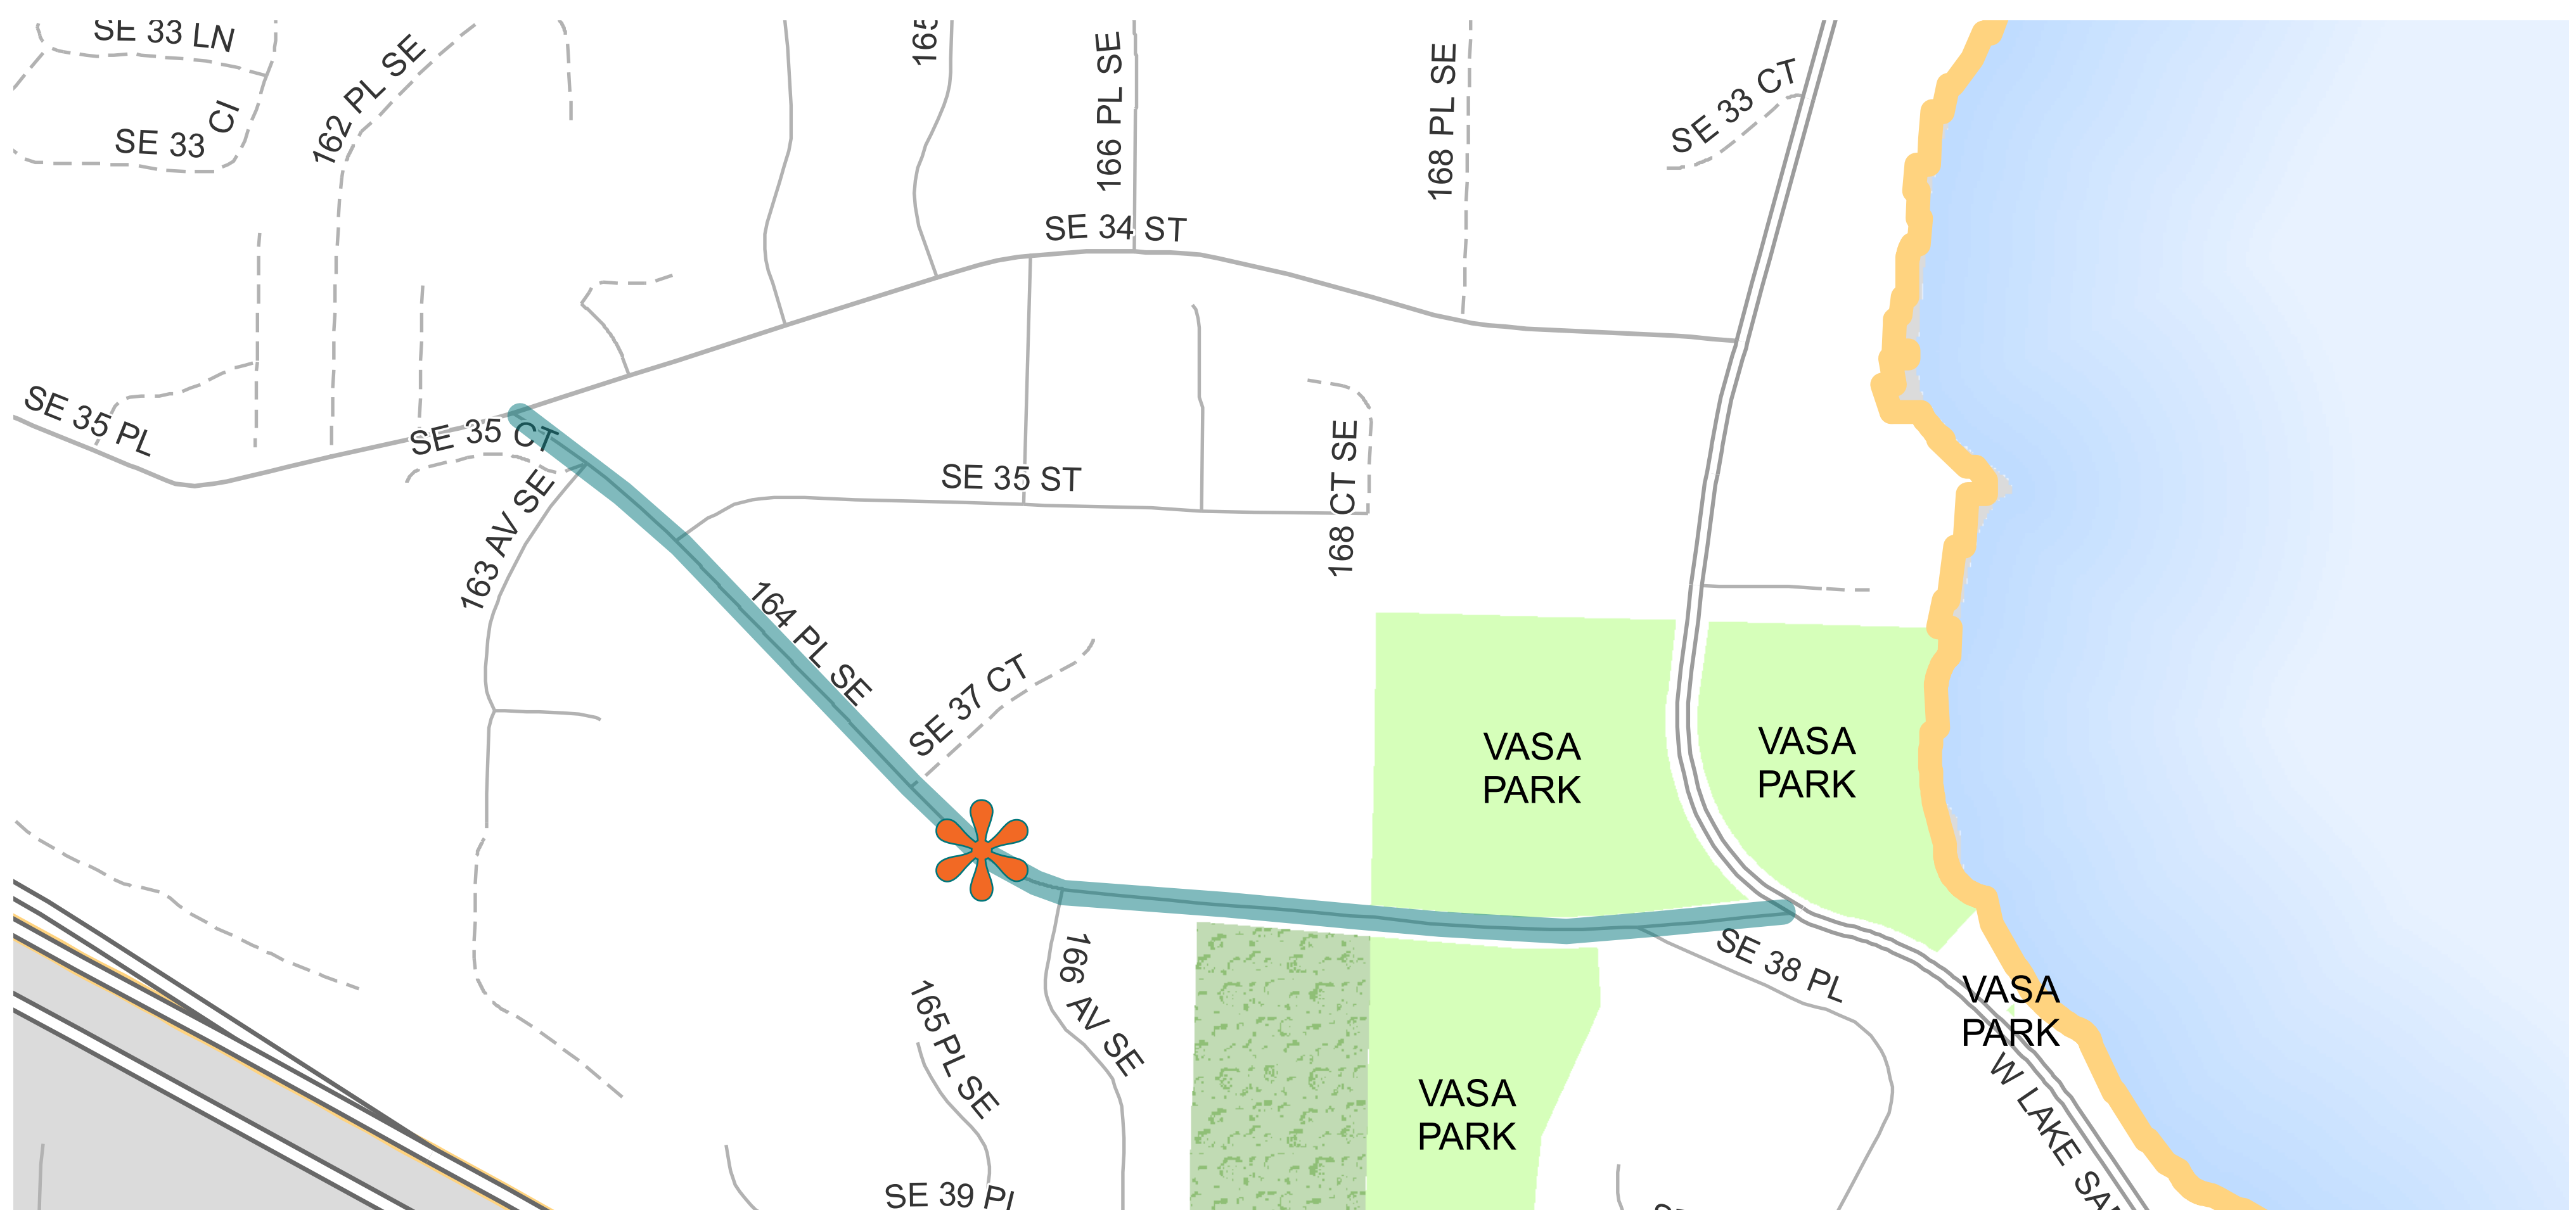 SE 33 LN
SE 33
CI
162 PL SE
165
166 PL SE
168 PL SE
SE 33 CT
SE 34 ST
SE 35 PL
SE 35 CT
163 AV SE
SE 35 ST
168 CT SE
164 PL SE
SE 37 CT
VASA
PARK
VASA
PARK
166 AV SE
165 PL SE
SE 38 PL
VASA
PARK
VASA
PARK
W LAKE SA
SE 39 PL